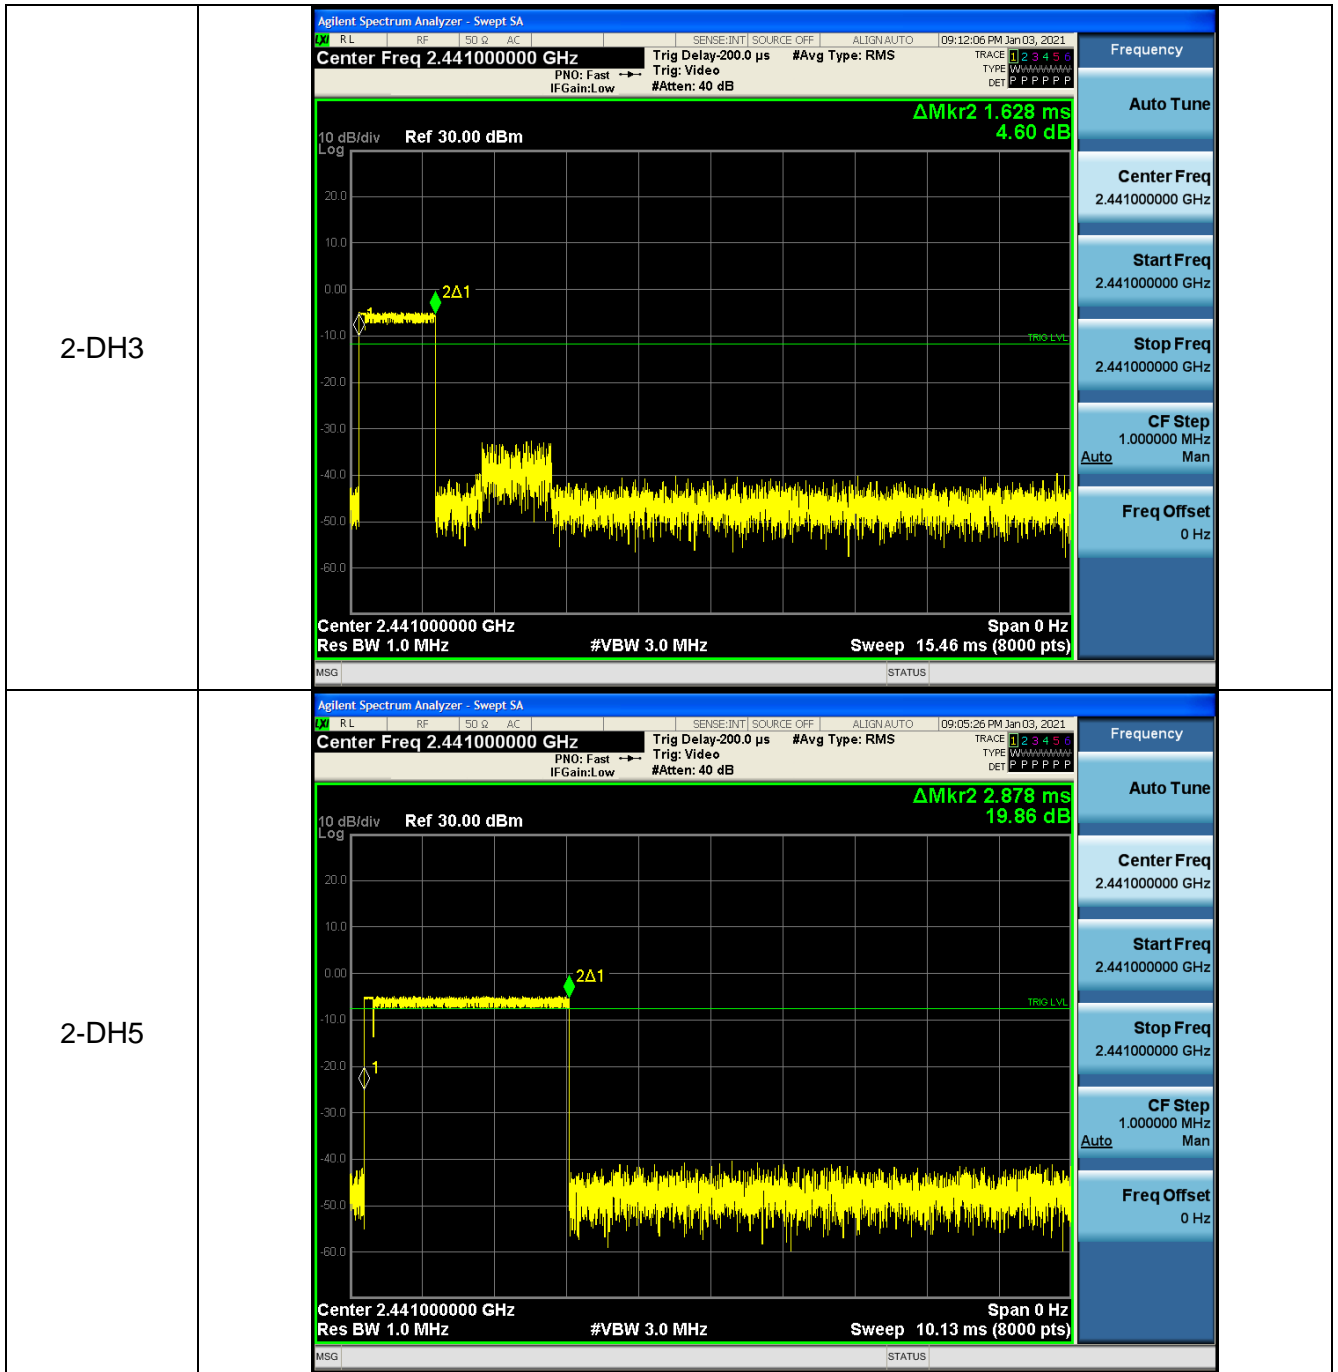 2-DH3
Agilent Spectrum Analyzer - Swept SA
LXI RL RF 50 Ω AC SENSE:INT SOURCE OFF ALIGN AUTO 09:12:06 PM Jan 03, 2021
Center Freq 2.441000000 GHz
PNO: Fast
IFGain:Low
Trig Delay-200.0 µs
Trig: Video
#Atten: 40 dB
#Avg Type: RMS
TRACE 1 2 3 4 5 6
TYPE WWWWWW
DET P P P P P P
ΔMkr2 1.628 ms
4.60 dB
10 dB/div
Log
Ref 30.00 dBm
20.0
10.0
0.00
-10.0
-20.0
-30.0
-40.0
-50.0
-60.0
1
2Δ1
TRIG LVL
Center 2.441000000 GHz
Span 0 Hz
Res BW 1.0 MHz
#VBW 3.0 MHz
Sweep 15.46 ms (8000 pts)
MSG
STATUS
Frequency
Auto Tune
Center Freq
2.441000000 GHz
Start Freq
2.441000000 GHz
Stop Freq
2.441000000 GHz
CF Step
1.000000 MHz
Auto Man
Freq Offset
0 Hz
2-DH5
Agilent Spectrum Analyzer - Swept SA
LXI RL RF 50 Ω AC SENSE:INT SOURCE OFF ALIGN AUTO 09:05:26 PM Jan 03, 2021
Center Freq 2.441000000 GHz
PNO: Fast
IFGain:Low
Trig Delay-200.0 µs
Trig: Video
#Atten: 40 dB
#Avg Type: RMS
TRACE 1 2 3 4 5 6
TYPE WWWWWW
DET P P P P P P
ΔMkr2 2.878 ms
19.86 dB
10 dB/div
Log
Ref 30.00 dBm
20.0
10.0
0.00
-10.0
-20.0
-30.0
-40.0
-50.0
-60.0
1
2Δ1
TRIG LVL
Center 2.441000000 GHz
Span 0 Hz
Res BW 1.0 MHz
#VBW 3.0 MHz
Sweep 10.13 ms (8000 pts)
MSG
STATUS
Frequency
Auto Tune
Center Freq
2.441000000 GHz
Start Freq
2.441000000 GHz
Stop Freq
2.441000000 GHz
CF Step
1.000000 MHz
Auto Man
Freq Offset
0 Hz